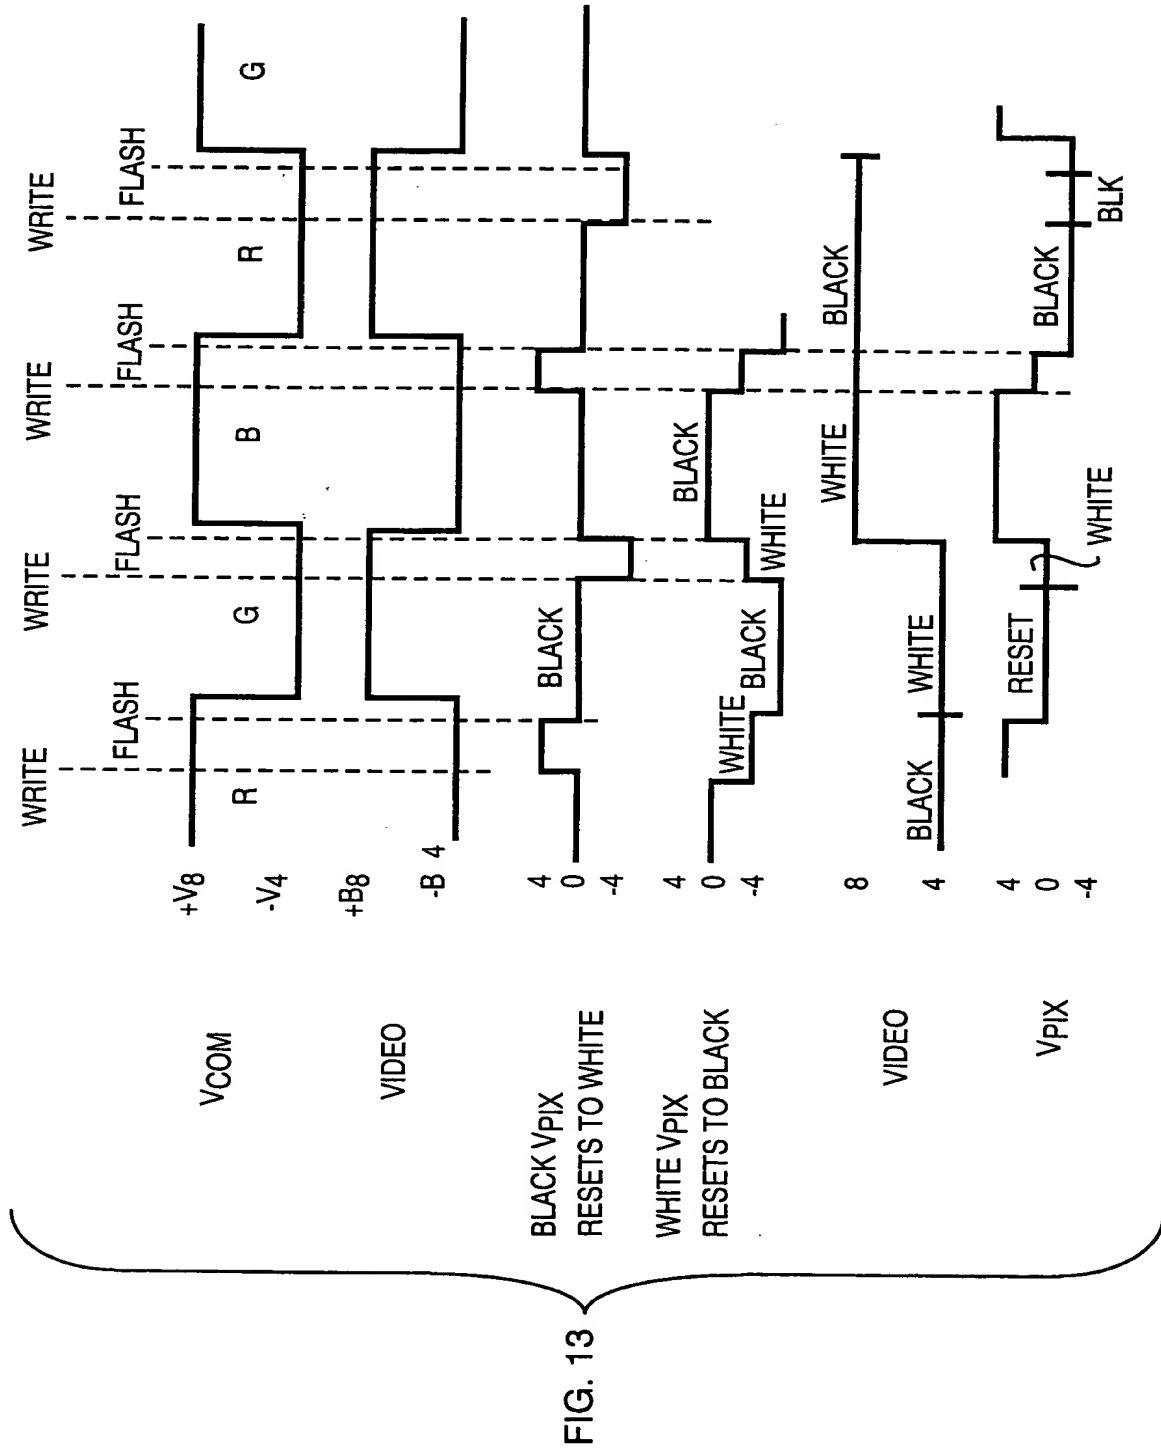 WRITE WRITE WRITE WRITE
FLASH FLASH FLASH FLASH
VCOM
+V8
-V4
R G B R G
VIDEO
+B8
-B 4
BLACK VPIX
RESETS TO WHITE
4
0
-4
BLACK
WHITE VPIX
RESETS TO BLACK
4
0
-4
WHITE BLACK WHITE BLACK
VIDEO
8
4
BLACK WHITE WHITE BLACK
VPIX
4
0
-4
RESET WHITE BLACK BLK
FIG. 13